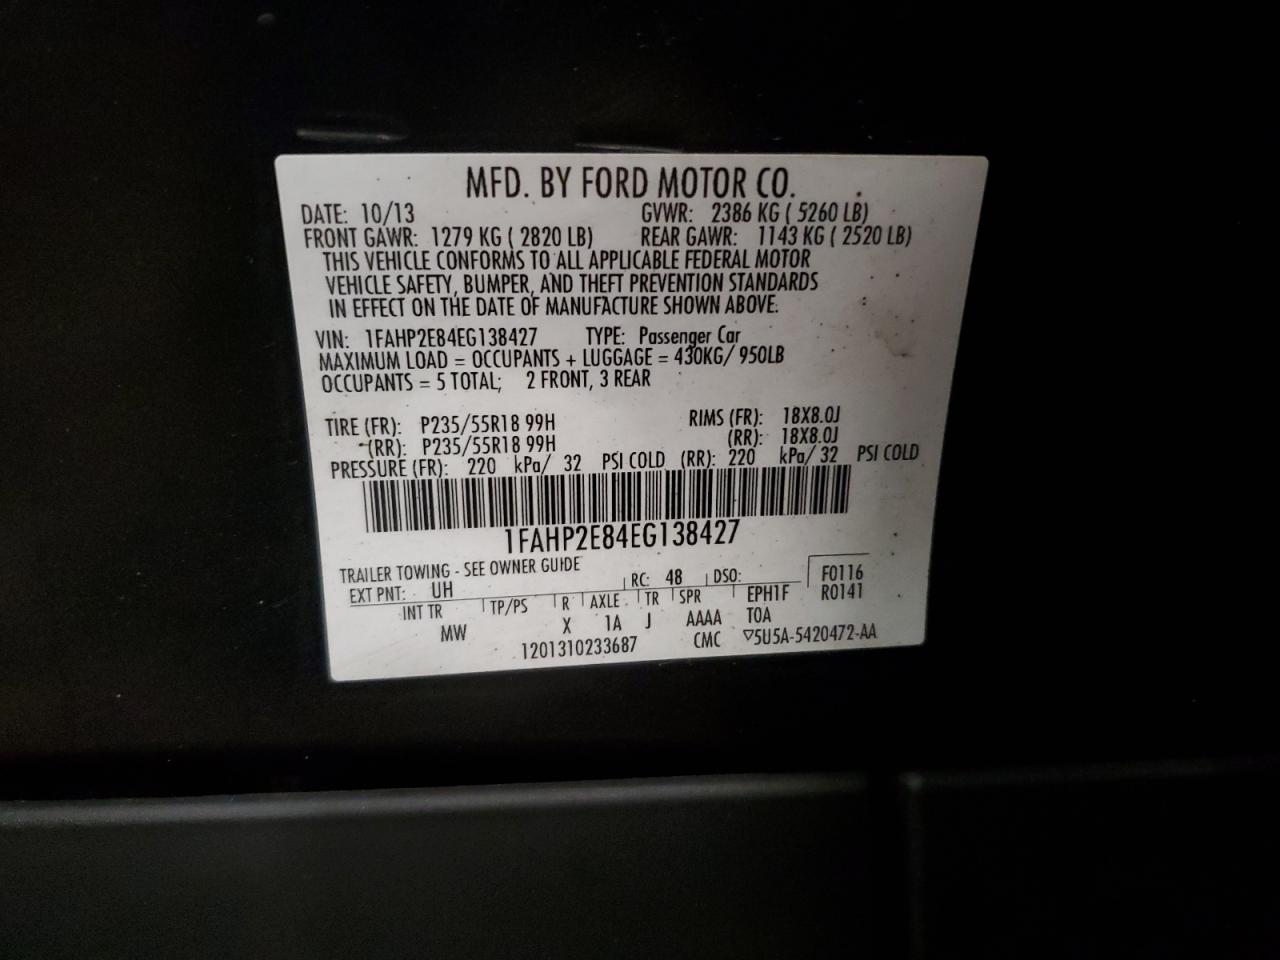 MFD. BY FORD MOTOR CO.
DATE: 10/13 GVWR: 2386 KG ( 5260 LB)
FRONT GAWR: 1279 KG ( 2820 LB) REAR GAWR: 1143 KG ( 2520 LB)
THIS VEHICLE CONFORMS TO ALL APPLICABLE FEDERAL MOTOR
VEHICLE SAFETY, BUMPER, AND THEFT PREVENTION STANDARDS
IN EFFECT ON THE DATE OF MANUFACTURE SHOWN ABOVE.
VIN: 1FAHP2E84EG138427 TYPE: Passenger Car
MAXIMUM LOAD = OCCUPANTS + LUGGAGE = 430KG/ 950LB
OCCUPANTS = 5 TOTAL; 2 FRONT, 3 REAR
TIRE (FR): P235/55R18 99H RIMS (FR): 18X8.0J
(RR): P235/55R18 99H (RR): 18X8.0J
PRESSURE (FR): 220 kPa/ 32 PSI COLD (RR): 220 kPa/ 32 PSI COLD
1FAHP2E84EG138427
TRAILER TOWING - SEE OWNER GUIDE
EXT PNT: UH RC: 48 DSO: F0116
INT TR TP/PS R AXLE TR SPR EPH1F R0141
MW X 1A J AAAA TOA
1201310233687 CMC ▽5U5A-5420472-AA